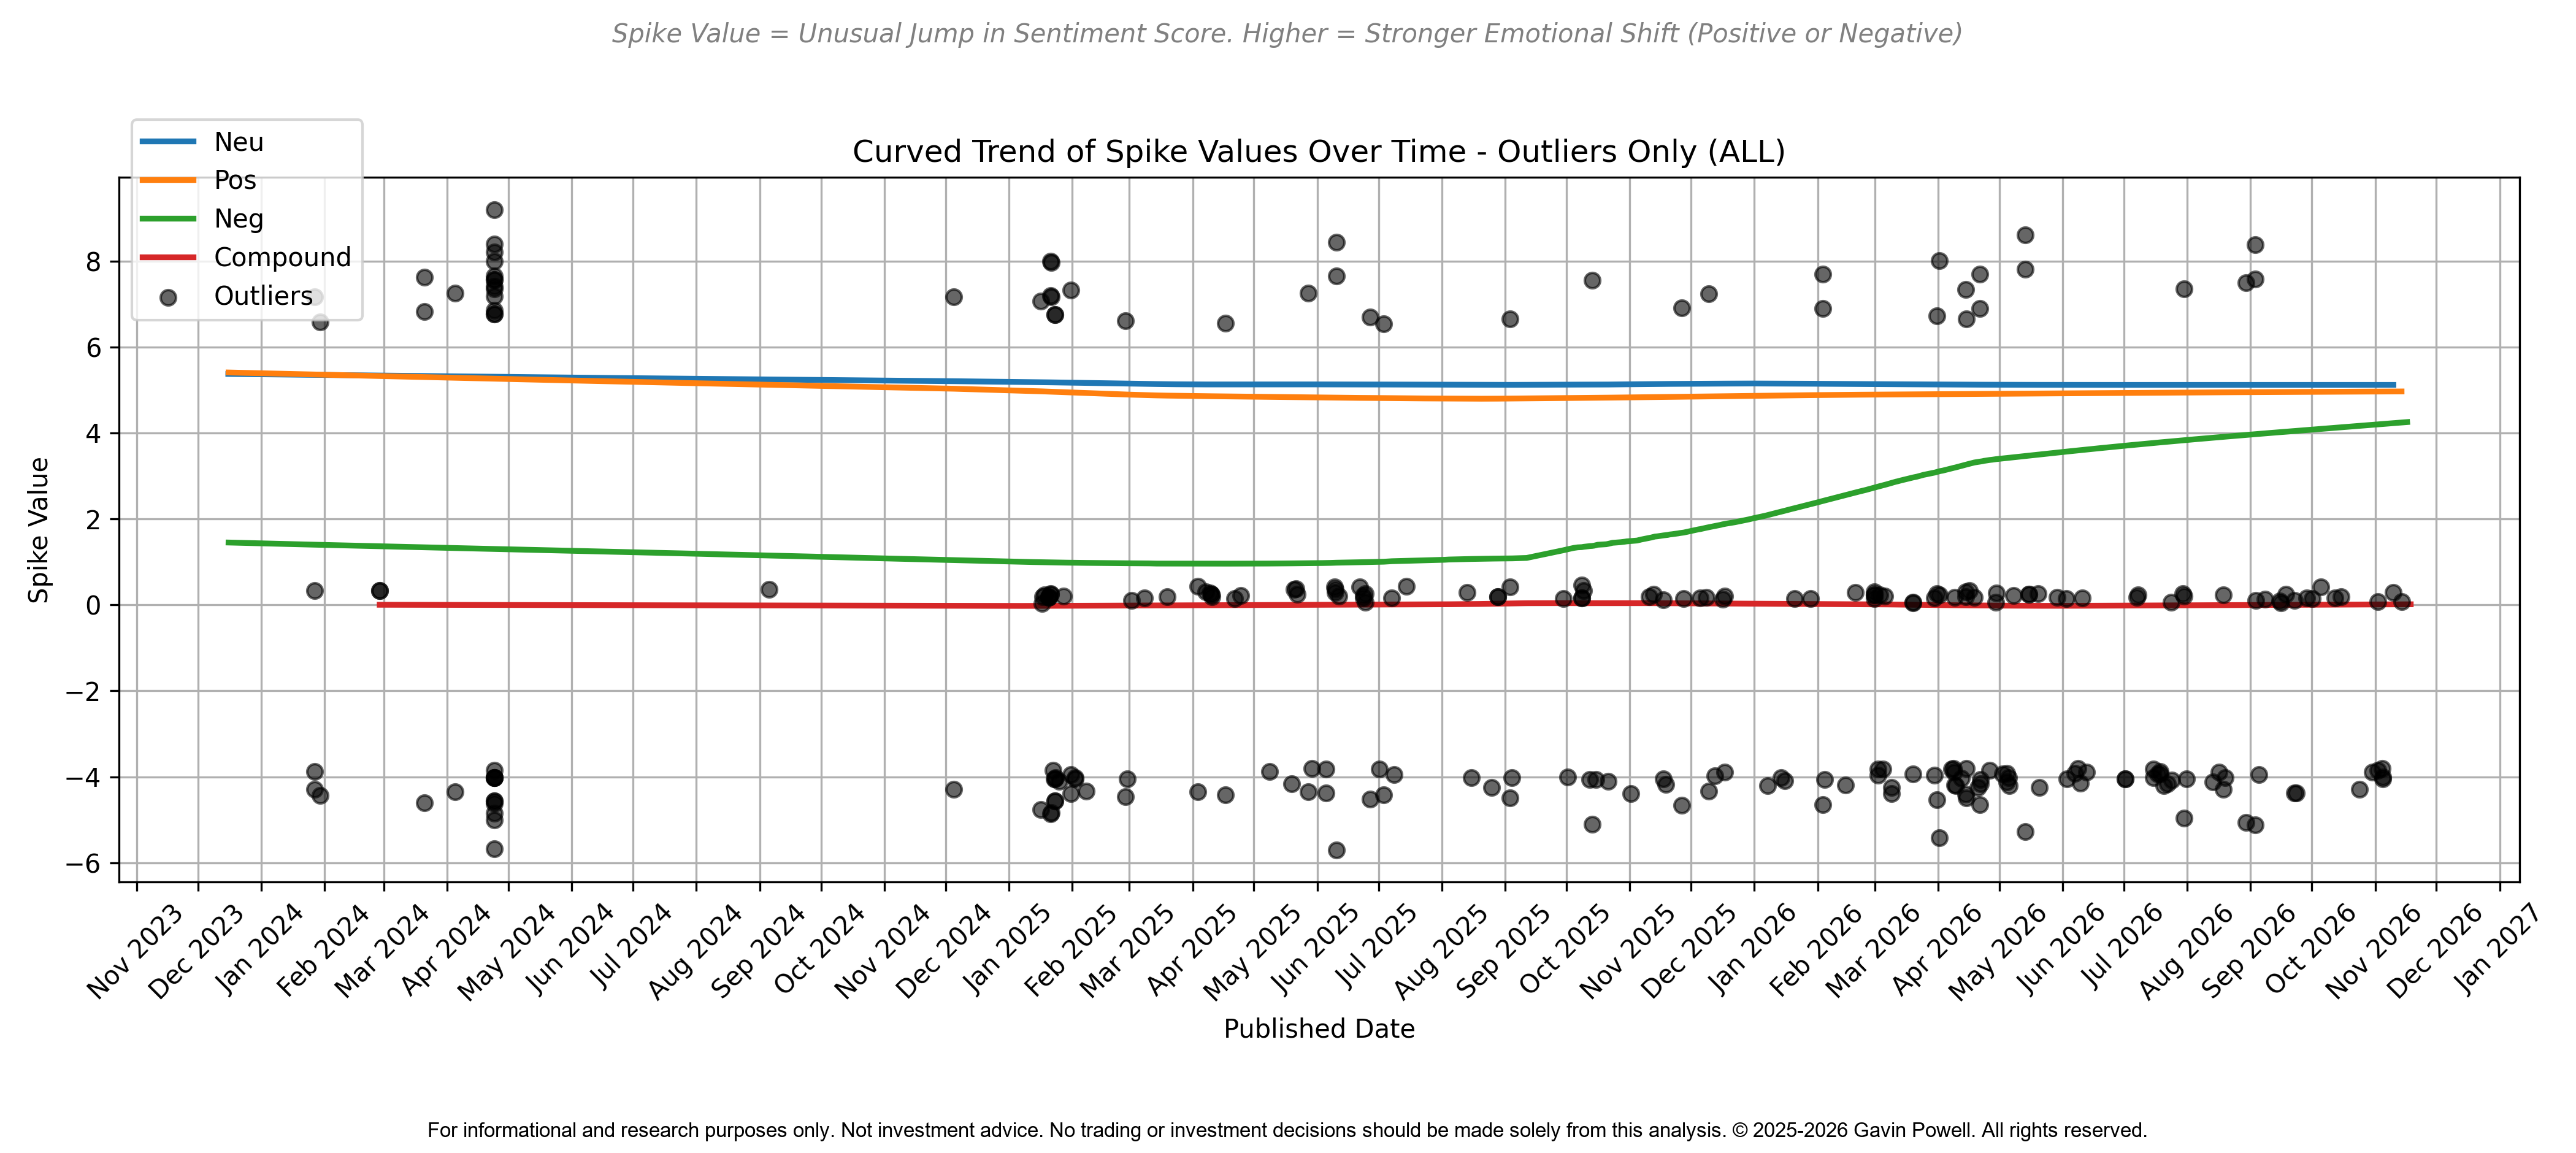 Spike Value = Unusual Jump in Sentiment Score. Higher = Stronger Emotional Shift (Positive or Negative)
Curved Trend of Spike Values Over Time - Outliers Only (ALL)
Neu
Pos
Neg
Compound
Outliers
Spike Value
8
6
4
2
0
−2
−4
−6
Nov 2023
Dec 2023
Jan 2024
Feb 2024
Mar 2024
Apr 2024
May 2024
Jun 2024
Jul 2024
Aug 2024
Sep 2024
Oct 2024
Nov 2024
Dec 2024
Jan 2025
Feb 2025
Mar 2025
Apr 2025
May 2025
Jun 2025
Jul 2025
Aug 2025
Sep 2025
Oct 2025
Nov 2025
Dec 2026
Jan 2026
Feb 2026
Mar 2026
Apr 2026
May 2026
Jun 2026
Jul 2026
Aug 2026
Sep 2026
Oct 2026
Nov 2026
Dec 2026
Jan 2027
Published Date
For informational and research purposes only. Not investment advice. No trading or investment decisions should be made solely from this analysis. © 2025-2026 Gavin Powell. All rights reserved.